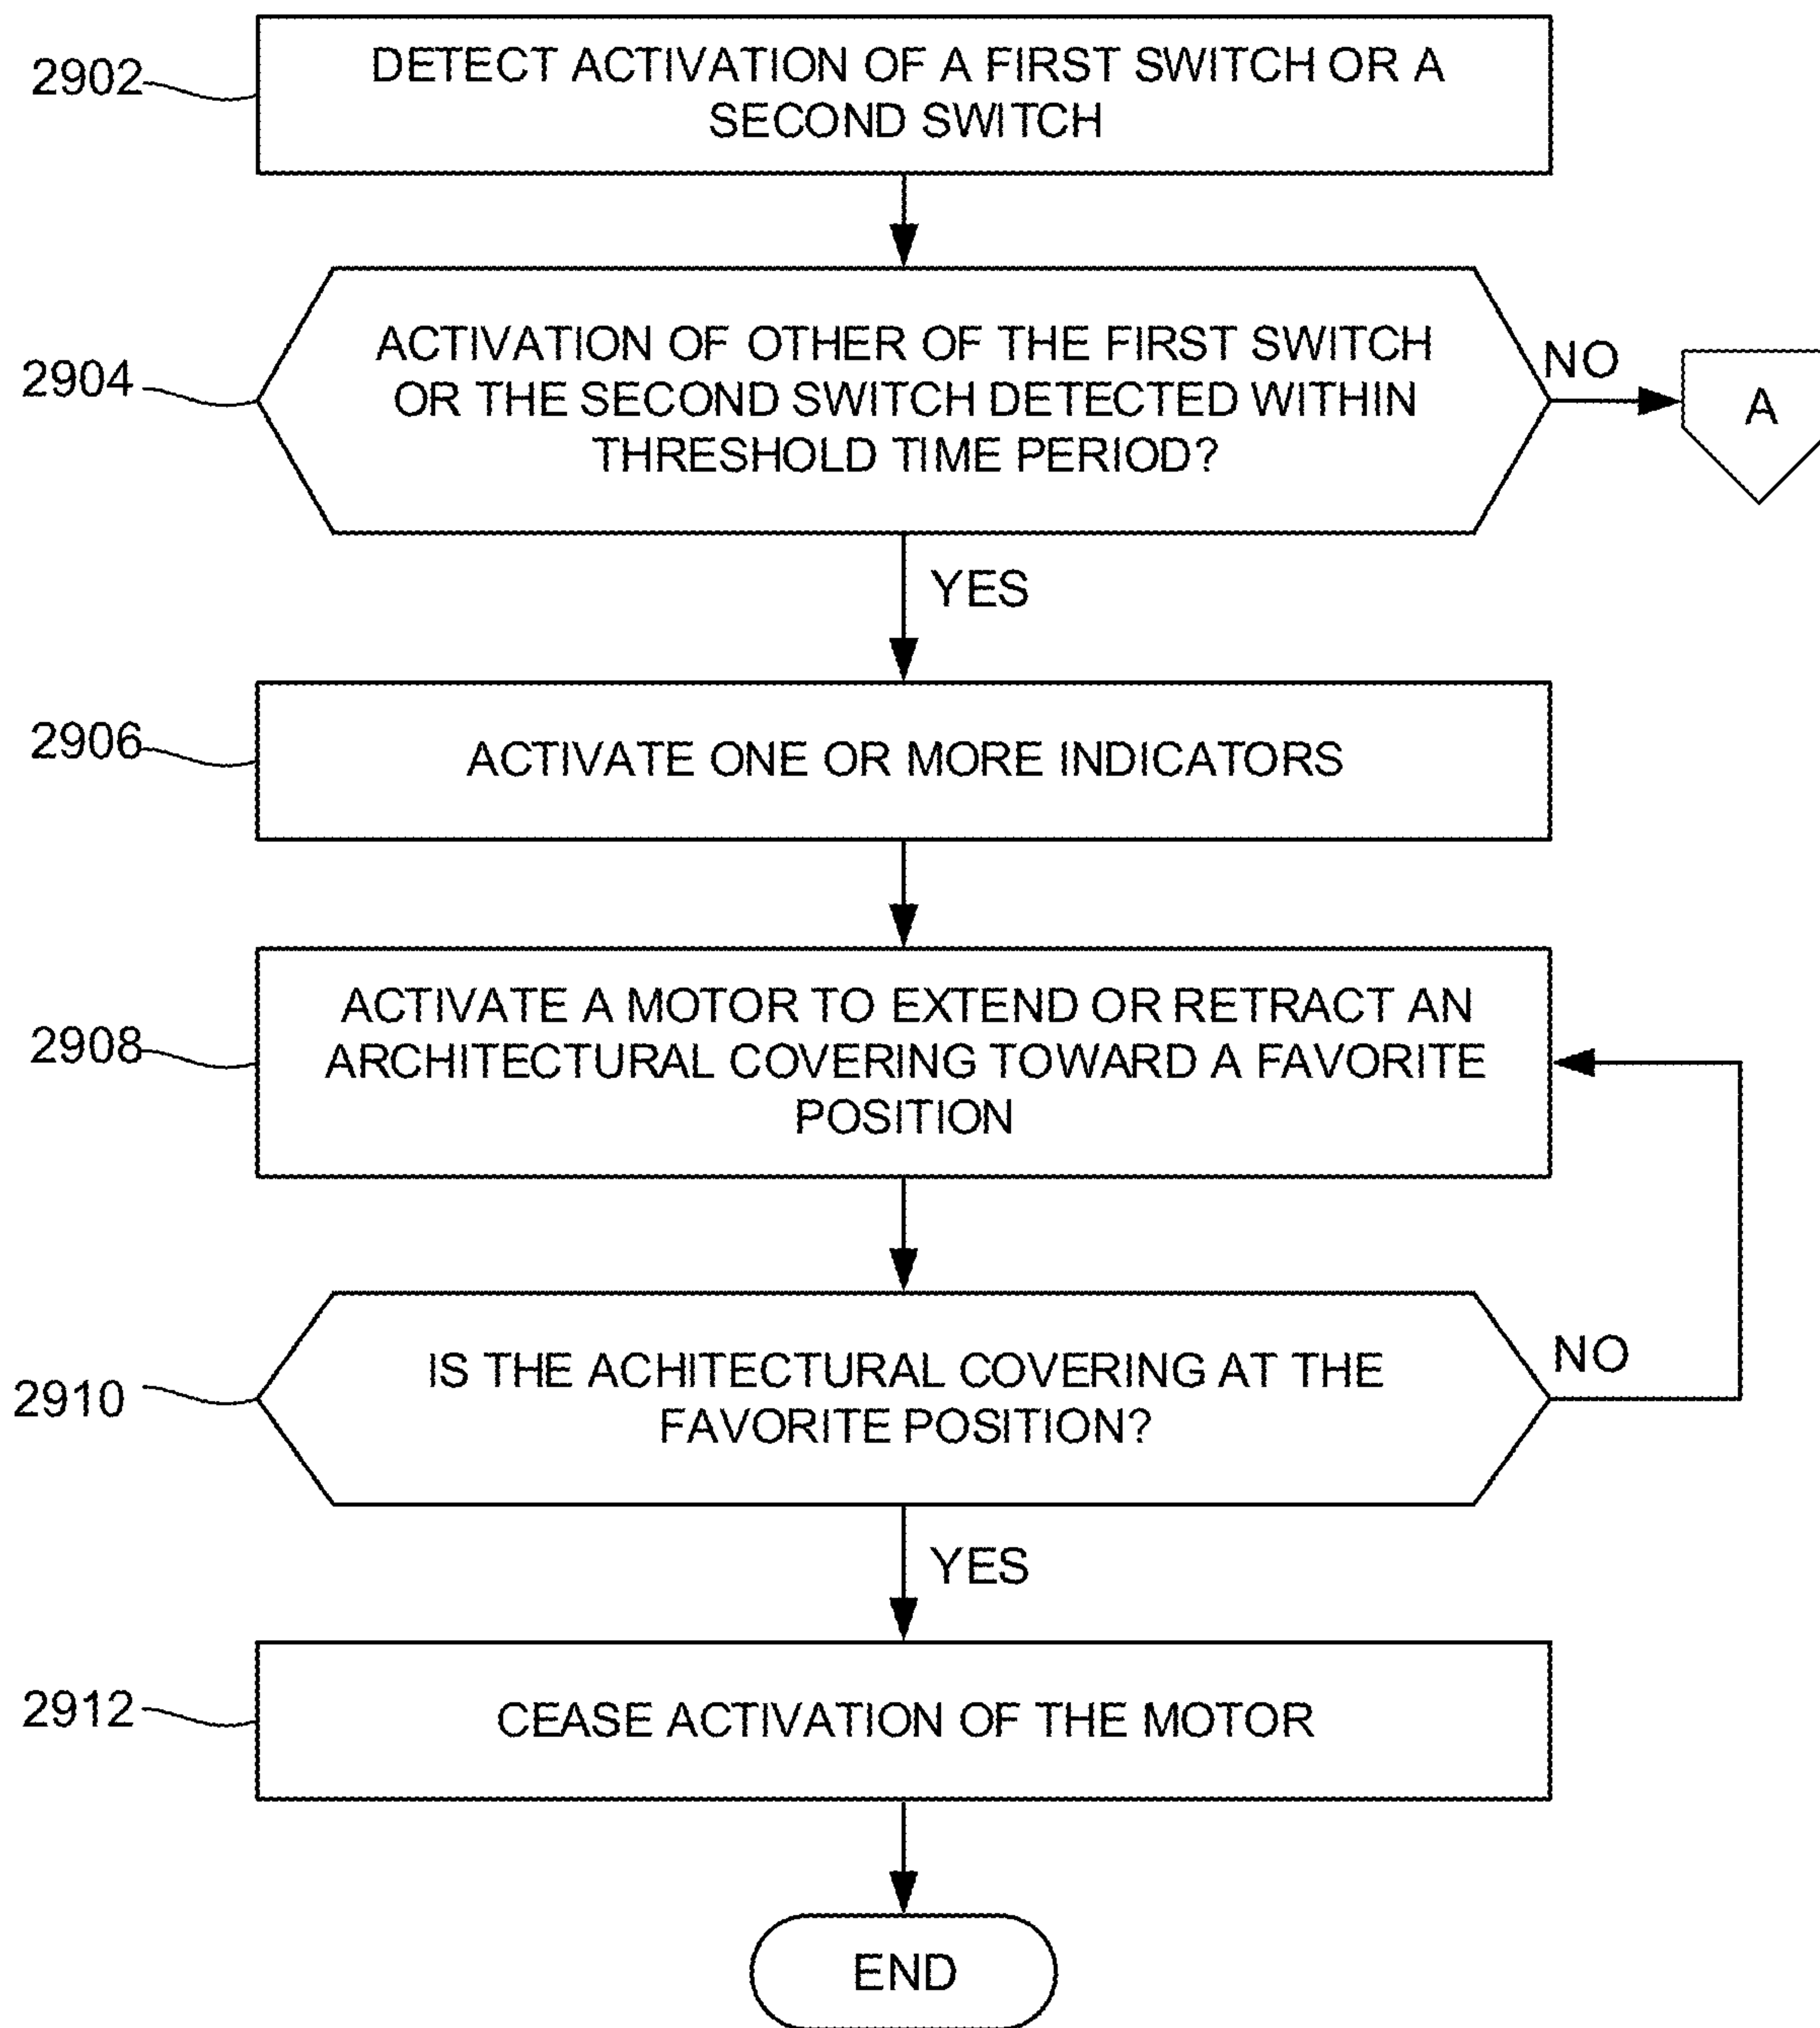 2902
DETECT ACTIVATION OF A FIRST SWITCH OR A
SECOND SWITCH
2904
ACTIVATION OF OTHER OF THE FIRST SWITCH
OR THE SECOND SWITCH DETECTED WITHIN
THRESHOLD TIME PERIOD?
NO
A
YES
2906
ACTIVATE ONE OR MORE INDICATORS
2908
ACTIVATE A MOTOR TO EXTEND OR RETRACT AN
ARCHITECTURAL COVERING TOWARD A FAVORITE
POSITION
2910
IS THE ACHITECTURAL COVERING AT THE
FAVORITE POSITION?
NO
YES
2912
CEASE ACTIVATION OF THE MOTOR
END